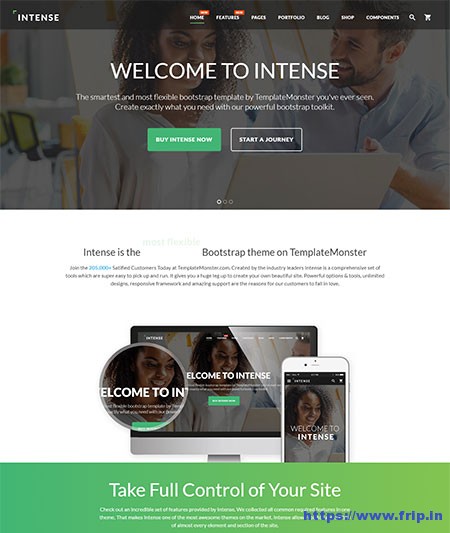 INTENSE
NEW NEW
HOME FEATURES PAGES PORTFOLIO BLOG SHOP COMPONENTS
WELCOME TO INTENSE
The smartest and most flexible bootstrap template by TemplateMonster you've ever seen.
Create exactly what you need with our powerful bootstrap toolkit.
BUY INTENSE NOW START A JOURNEY
most flexible
Intense is the Bootstrap theme on TemplateMonster
Join the 205,000+ Satified Customers Today at TemplateMonster.com. Created by the industry leaders Intense is a comprehensive set of
tools which are super easy to pick up and run. It gives you a huge leg up to create your own beautiful site. Powerful options & tools, unlimited
designs, responsive framework and amazing support are the reasons for our customers to fall in love.
INTENSE
ELCOME TO INT
ELCOME TO INTENSE
INTENSE
WELCOME TO
INTENSE
Take Full Control of Your Site
Check out an incredible set of features provided by Intense. We collected all common required features in one
theme. That makes Intense one of the most awesome themes on the market. Intense allow
of almost every element and section of the site.
https://www.frip.in